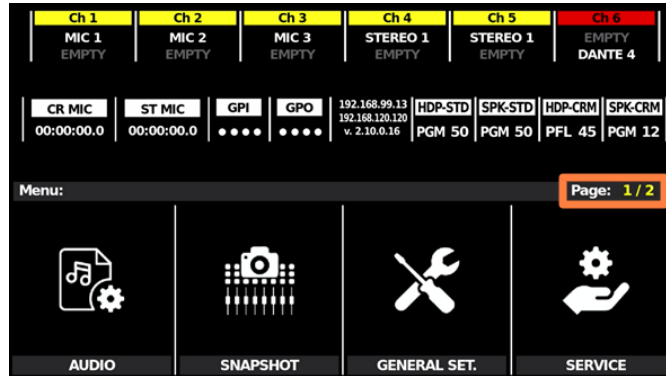 Ch 1 Ch 2 Ch 3 Ch 4 Ch 5 Ch 6
MIC 1 MIC 2 MIC 3 STEREO 1 STEREO 1 EMPTY
EMPTY EMPTY EMPTY EMPTY EMPTY DANTE 4
CR MIC ST MIC GPI GPO 192.168.99.13 HDP-STD SPK-STD HDP-CRM SPK-CRM
192.168.120.120
00:00:00.0 00:00:00.0 v. 2.10.0.16 PGM 50 PGM 50 PFL 45 PGM 12
Menu: Page: 1 / 2
AUDIO SNAPSHOT GENERAL SET. SERVICE